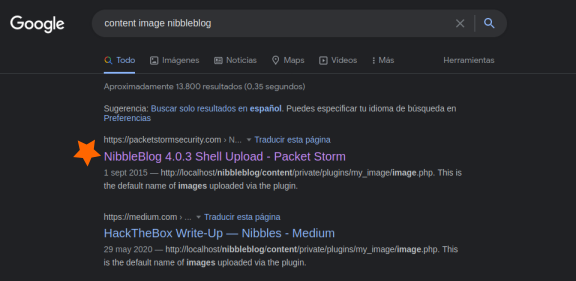 Google
content image nibbleblog
Todo Imágenes Noticias Maps Vídeos Más Herramientas
Aproximadamente 13.800 resultados (0,35 segundos)
Sugerencia: Buscar solo resultados en español. Puedes especificar tu idioma de búsqueda en
Preferencias
https://packetstormsecurity.com › N... Traducir esta página
NibbleBlog 4.0.3 Shell Upload - Packet Storm
1 sept 2015 — http://localhost/nibbleblog/content/private/plugins/my_image/image.php. This is
the default name of images uploaded via the plugin.
https://medium.com › ... Traducir esta página
HackTheBox Write-Up — Nibbles - Medium
29 may 2020 — http://localhost/nibbleblog/content/private/plugins/my_image/image.php. This
is the default name of images uploaded via the plugin.